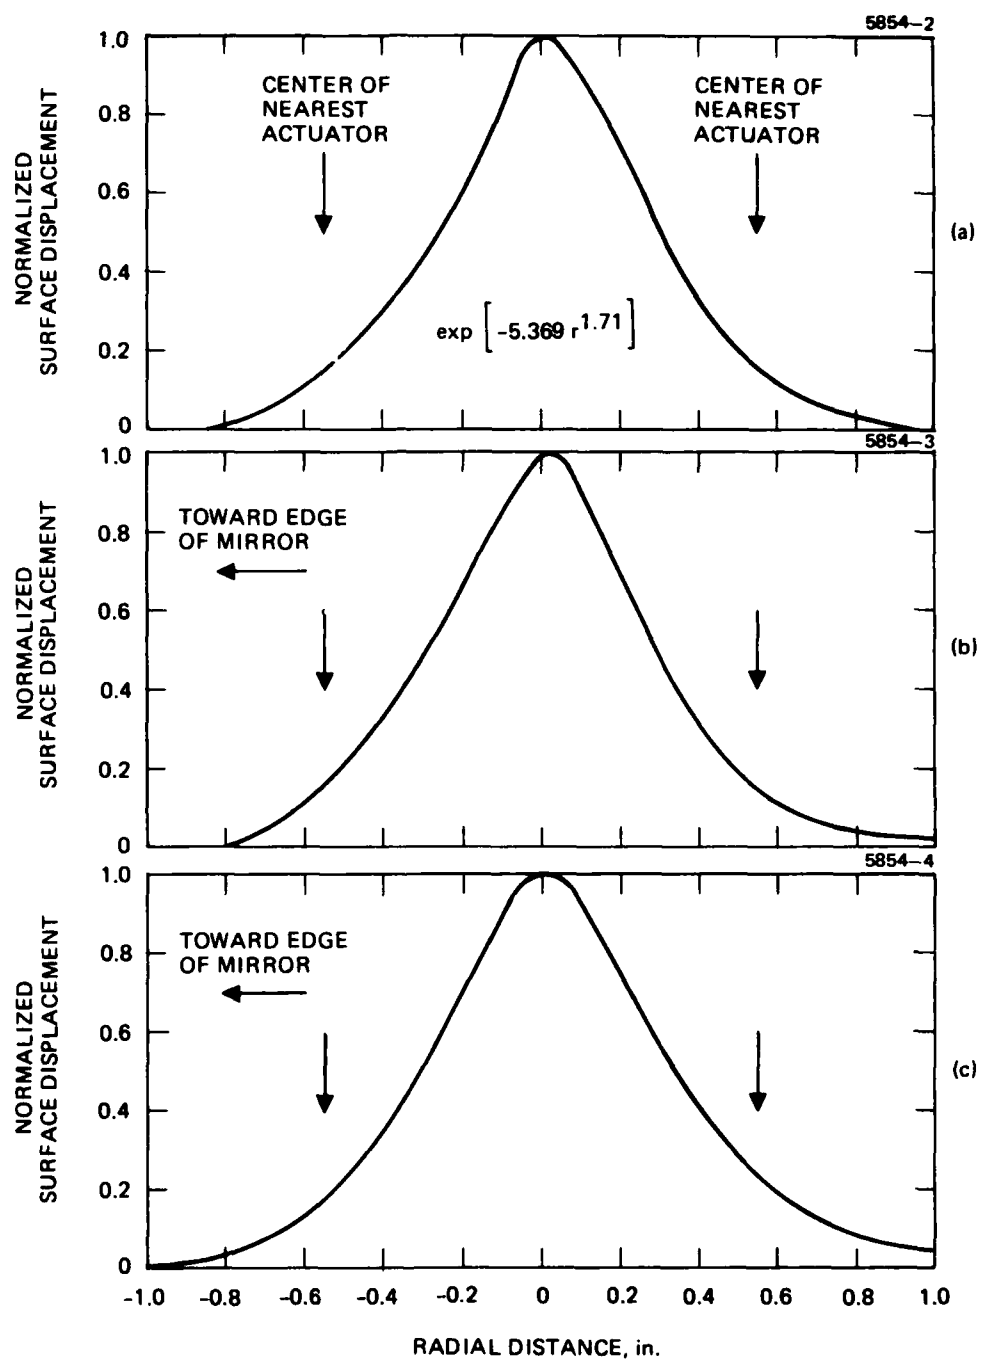 5854-2
NORMALIZED
SURFACE DISPLACEMENT
1.0
0.8
0.6
0.4
0.2
0
CENTER OF
NEAREST
ACTUATOR
CENTER OF
NEAREST
ACTUATOR
exp [-5.369 r^1.71]
(a)
5854-3
NORMALIZED
SURFACE DISPLACEMENT
1.0
0.8
0.6
0.4
0.2
0
TOWARD EDGE
OF MIRROR
(b)
5854-4
NORMALIZED
SURFACE DISPLACEMENT
1.0
0.8
0.6
0.4
0.2
0
TOWARD EDGE
OF MIRROR
(c)
-1.0 -0.8 -0.6 -0.4 -0.2 0 0.2 0.4 0.6 0.8 1.0
RADIAL DISTANCE, in.